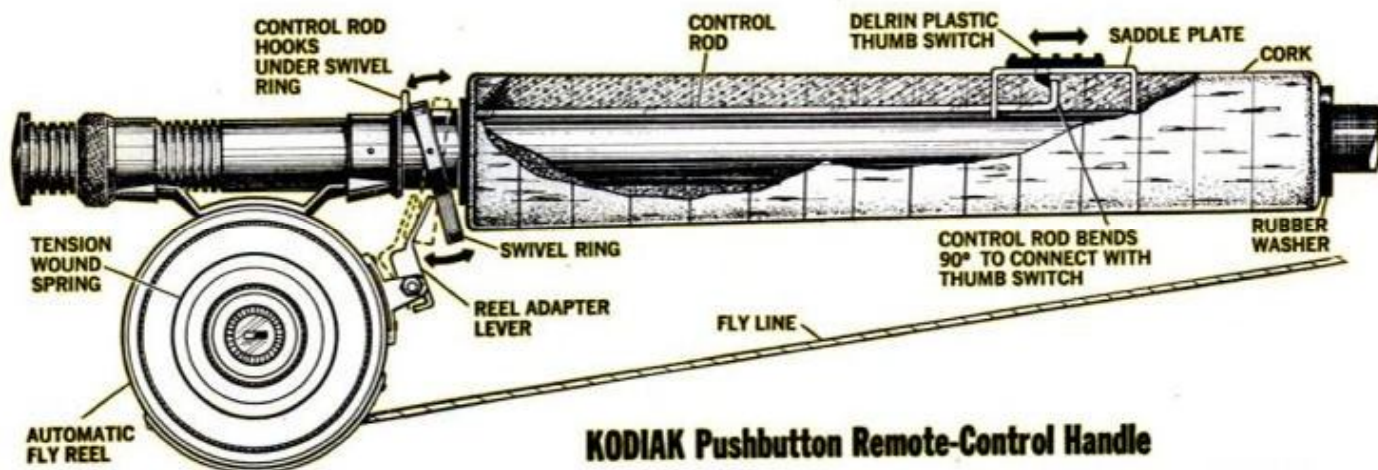 CONTROL ROD
HOOKS
UNDER SWIVEL
RING
CONTROL
ROD
DELRIN PLASTIC
THUMB SWITCH
SADDLE PLATE
CORK
TENSION
WOUND
SPRING
SWIVEL RING
REEL ADAPTER
LEVER
CONTROL ROD BENDS
90° TO CONNECT WITH
THUMB SWITCH
RUBBER
WASHER
FLY LINE
AUTOMATIC
FLY REEL
KODIAK Pushbutton Remote-Control Handle